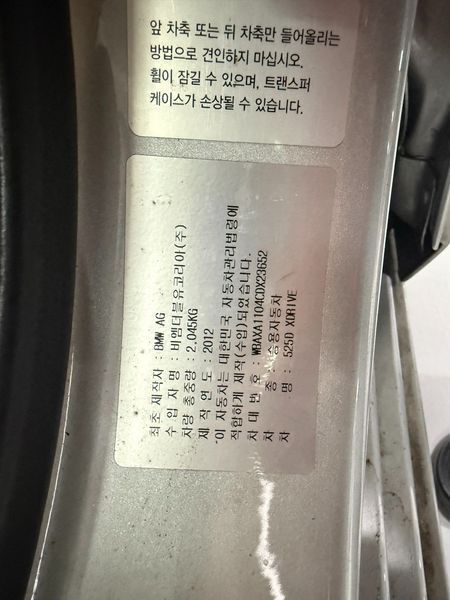 앞 차축 또는 뒤 차축만 들어올리는
방법으로 견인하지 마십시오.
휠이 잠길 수 있으며, 트랜스퍼
케이스가 손상될 수 있습니다.
최초 제작자 : BMW AG
수 입 자 명 : 비엠더블유코리아(주)
차량 총중량 : 2,045KG
제 작 연 도 : 2012
이 자동차는 대한민국 자동차관리법령에
적합하게 제작(수입)되었습니다.
차 대 번 호 : WBAXA1104CDX23652
차 종 : 승용자동차
차 명 : 525D XDRIVE